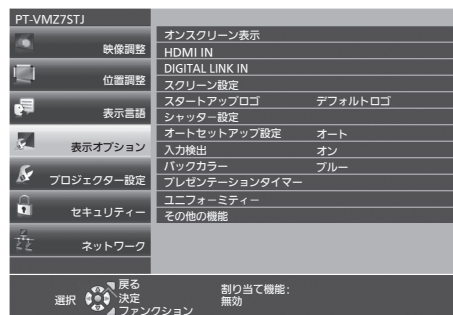 PT-VMZ7STJ
映像調整
位置調整
表示言語
表示オプション
プロジェクター設定
セキュリティー
ネットワーク
オンスクリーン表示
HDMI IN
DIGITAL LINK IN
スクリーン設定
スタートアップロゴ デフォルトロゴ
シャッター設定
オートセットアップ設定 オート
入力検出 オン
バックカラー ブルー
プレゼンテーションタイマー
ユニフォーミティー
その他の機能
選択
戻る
決定
ファンクション
割り当て機能:
無効